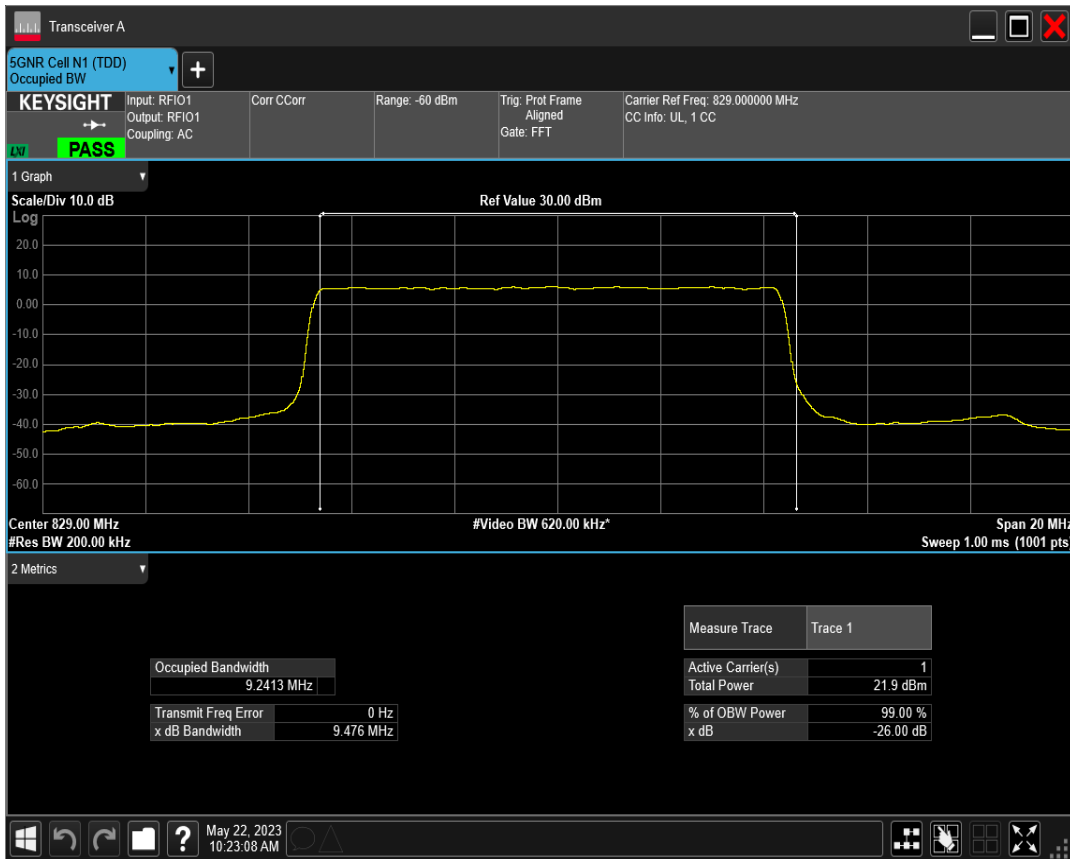 Transceiver A
5GNR Cell N1 (TDD)
Occupied BW
KEYSIGHT
LXI
PASS
Input: RFIO1
Output: RFIO1
Coupling: AC
Corr CCorr
Range: -60 dBm
Trig: Prot Frame
Aligned
Gate: FFT
Carrier Ref Freq: 829.000000 MHz
CC Info: UL, 1 CC
1 Graph
Scale/Div 10.0 dB
Ref Value 30.00 dBm
Log
20.0
10.0
0.00
-10.0
-20.0
-30.0
-40.0
-50.0
-60.0
Center 829.00 MHz
#Video BW 620.00 kHz*
Span 20 MHz
#Res BW 200.00 kHz
Sweep 1.00 ms (1001 pts)
2 Metrics
Measure Trace Trace 1
Occupied Bandwidth
9.2413 MHz
Active Carrier(s) 1
Total Power 21.9 dBm
Transmit Freq Error 0 Hz
x dB Bandwidth 9.476 MHz
% of OBW Power 99.00 %
x dB -26.00 dB
?
May 22, 2023
10:23:08 AM